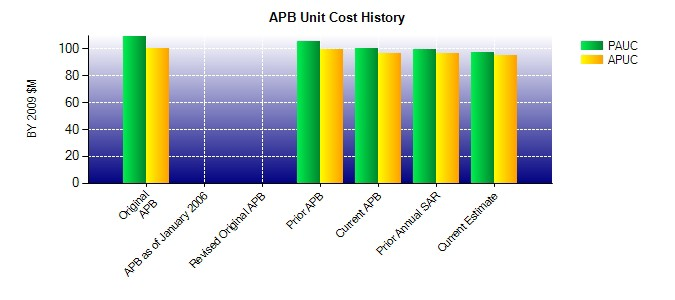 APB Unit Cost History
PAUC
APUC
BY 2009 $M
100
80
60
40
20
0
Original
APB
APB as of January 2006
Revised Original APB
Prior APB
Current APB
Prior Annual SAR
Current Estimate